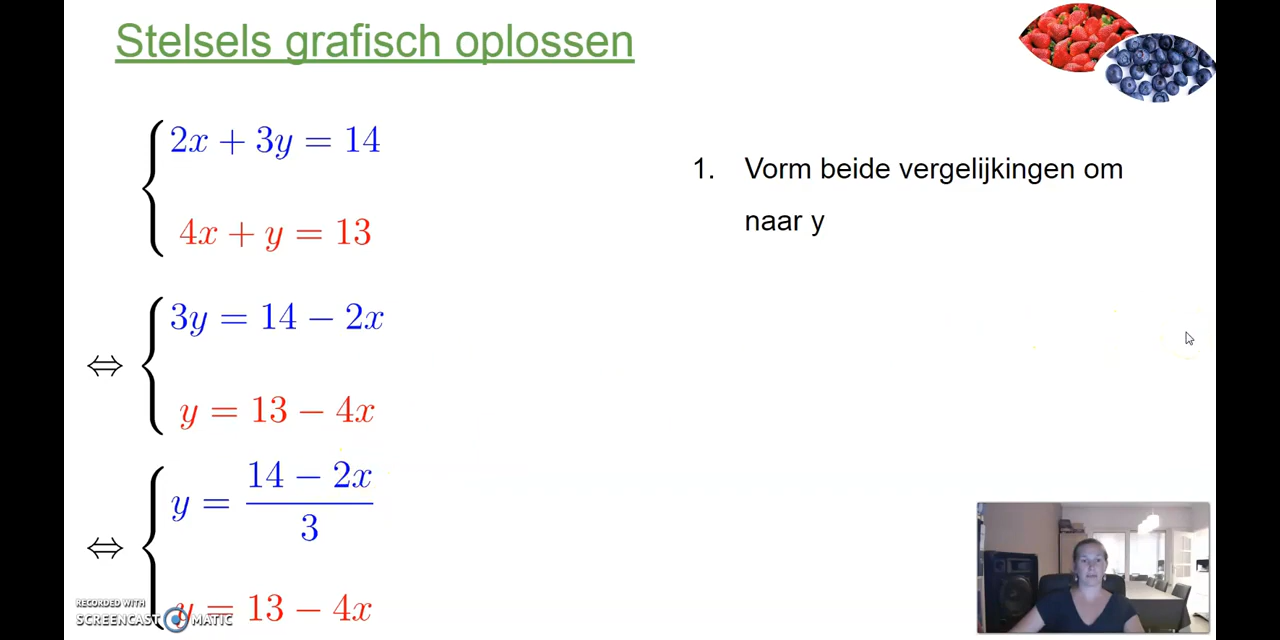 Stelsels grafisch oplossen
2x + 3y = 14
4x + y = 13
1. Vorm beide vergelijkingen om
naar y
⇔
3y = 14 − 2x
y = 13 − 4x
⇔
y = (14 − 2x)/3
y = 13 − 4x
RECORDED WITH
SCREENCAST MATIC